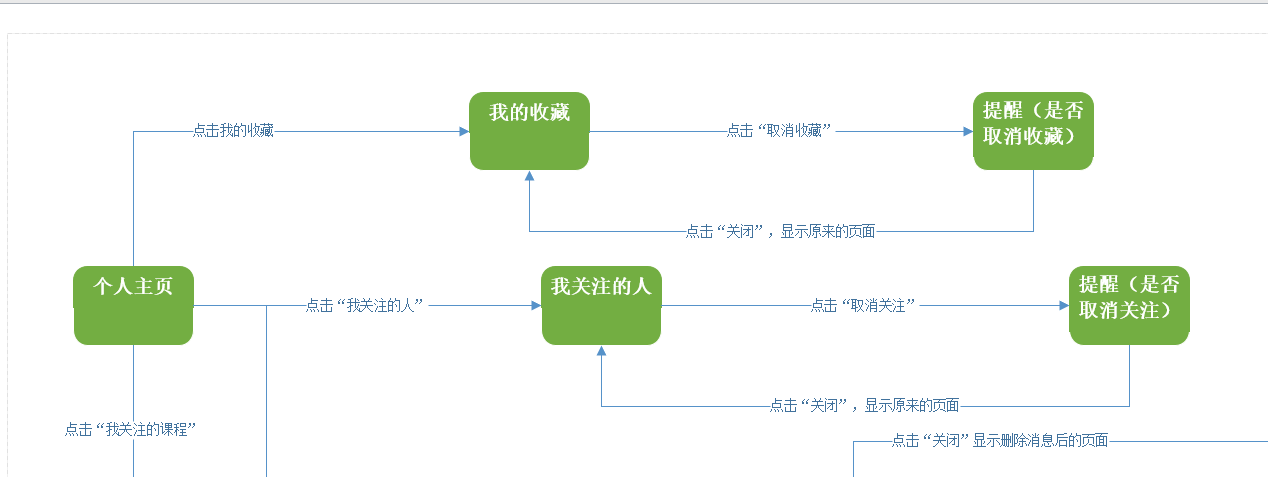 我的收藏
提醒（是否
取消收藏）
点击我的收藏
点击“取消收藏”
点击“关闭”，显示原来的页面
个人主页
我关注的人
提醒（是否
取消关注）
点击“我关注的人”
点击“取消关注”
点击“关闭”，显示原来的页面
点击“我关注的课程”
点击“关闭”显示删除消息后的页面